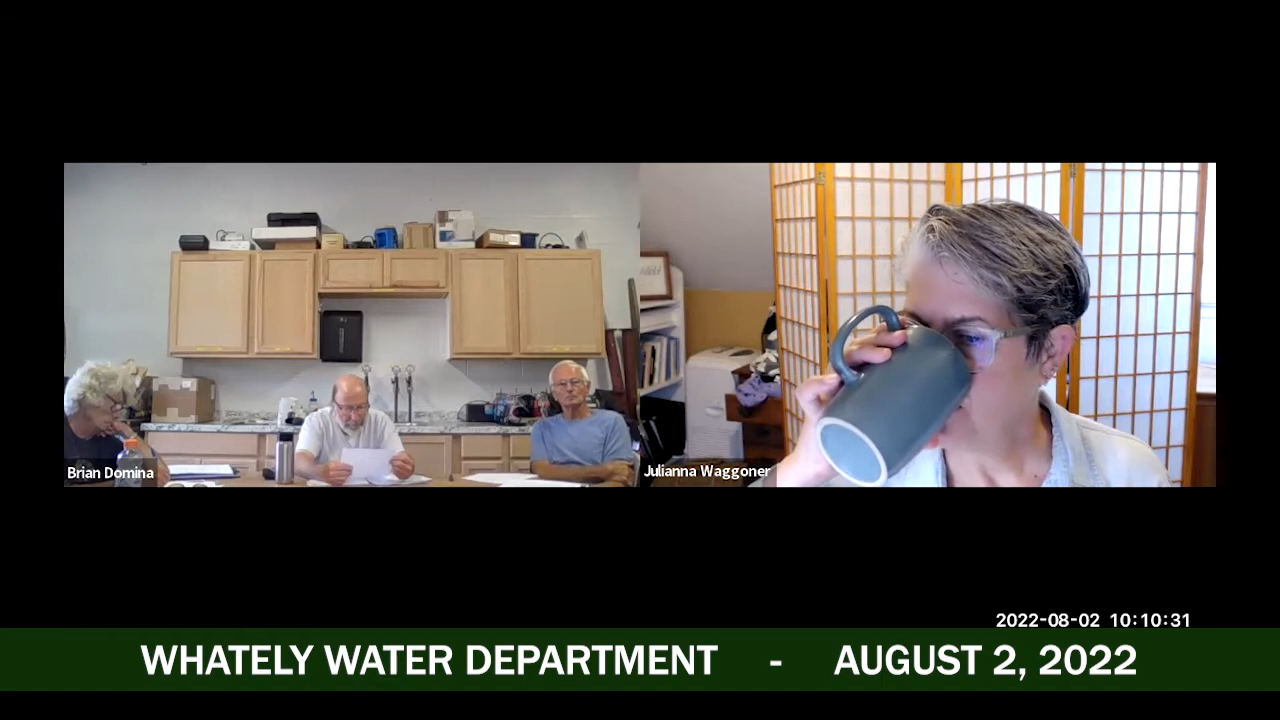 Brian Domina
Julianna Waggoner
2022-08-02 10:10:31
WHATELY WATER DEPARTMENT - AUGUST 2, 2022